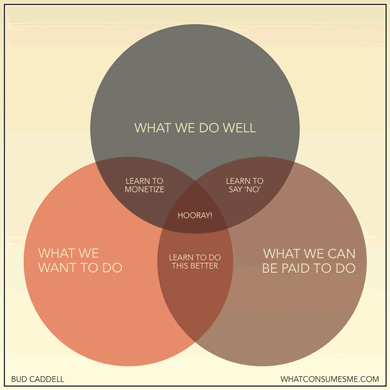 WHAT WE DO WELL
LEARN TO
MONETIZE
LEARN TO
SAY 'NO'
HOORAY!
WHAT WE
WANT TO DO
LEARN TO DO
THIS BETTER
WHAT WE CAN
BE PAID TO DO
BUD CADDELL
WHATCONSUMESME.COM